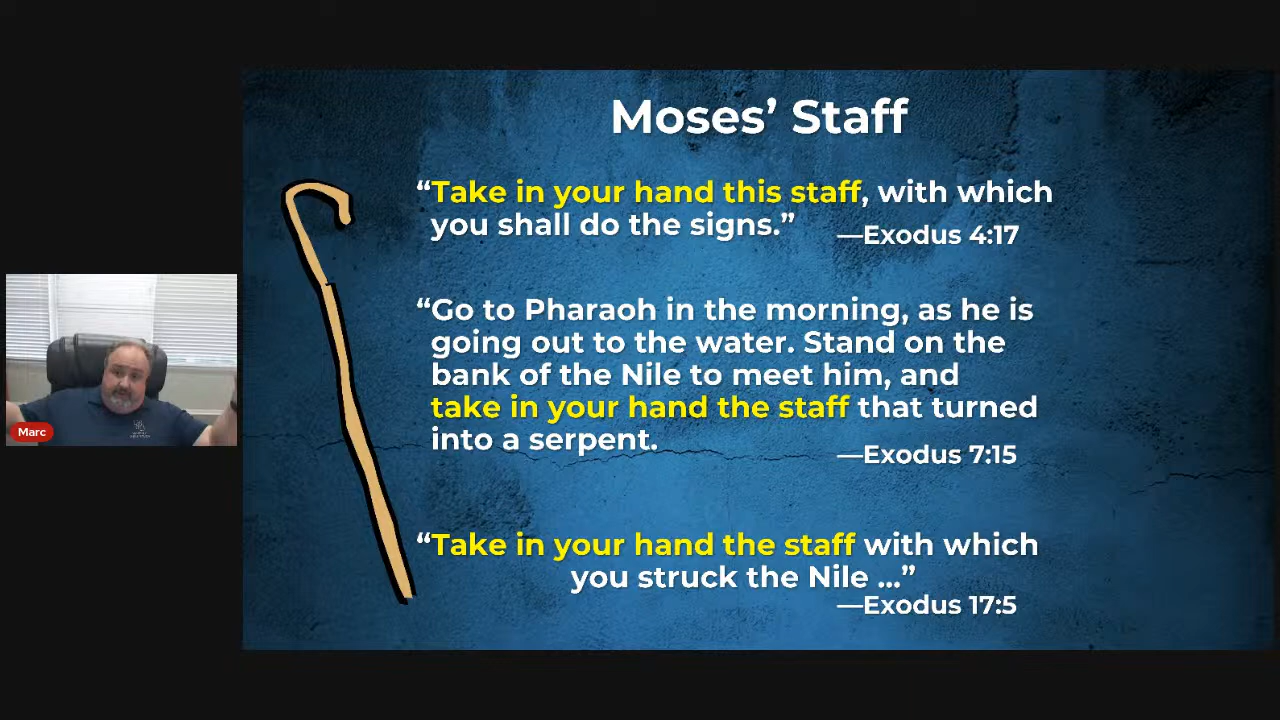 Moses’ Staff
“Take in your hand this staff, with which
you shall do the signs.”
—Exodus 4:17
“Go to Pharaoh in the morning, as he is
going out to the water. Stand on the
bank of the Nile to meet him, and
take in your hand the staff that turned
into a serpent.
—Exodus 7:15
“Take in your hand the staff with which
you struck the Nile ...”
—Exodus 17:5
Marc